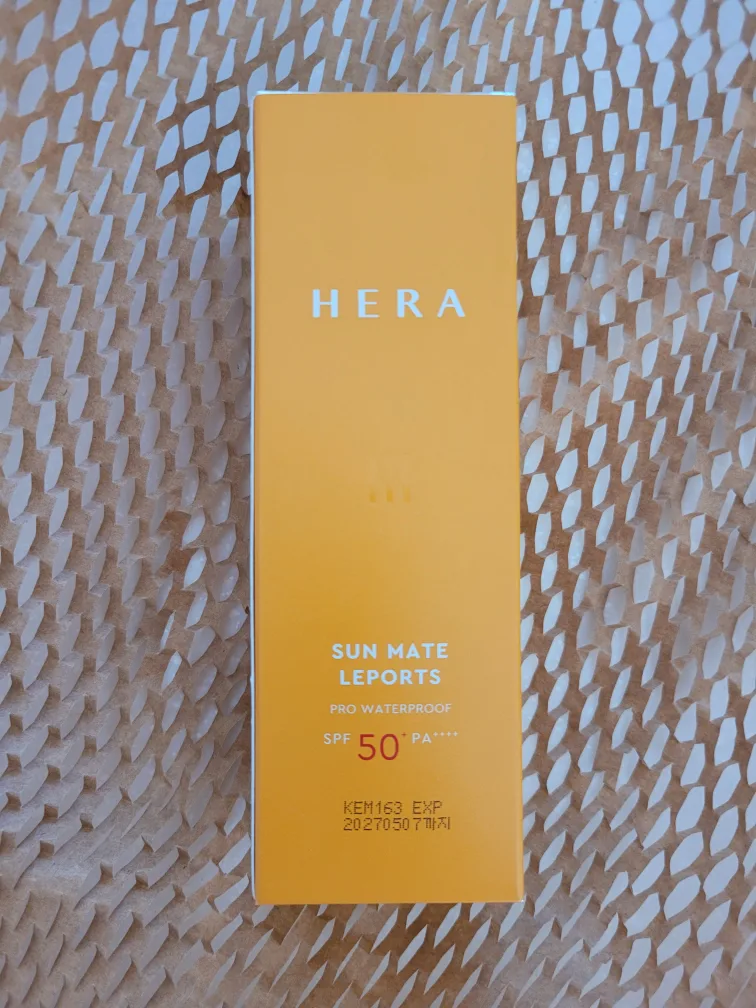 HERA
SUN MATE
LEPORTS
PRO WATERPROOF
SPF 50+ PA++++
KEM163 EXP
20270507까지